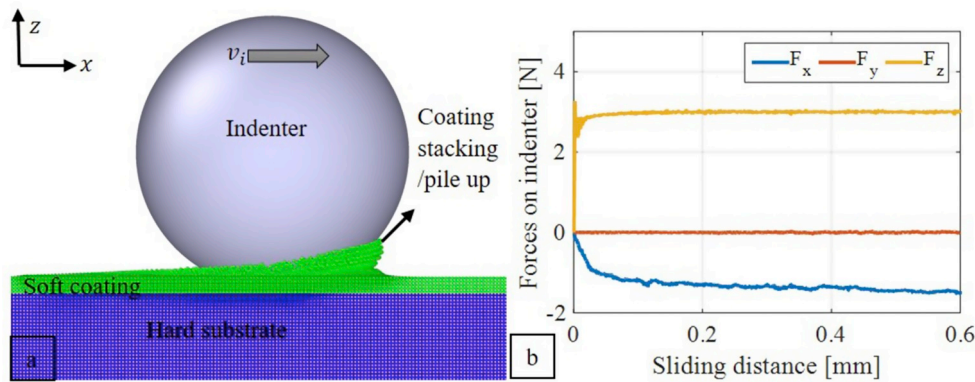 z
x
v_i
Indenter
Coating
stacking
/pile up
Soft coating
Hard substrate
a
b
Forces on indenter [N]
4
2
0
-2
0
0.2
0.4
0.6
Sliding distance [mm]
F_x F_y F_z